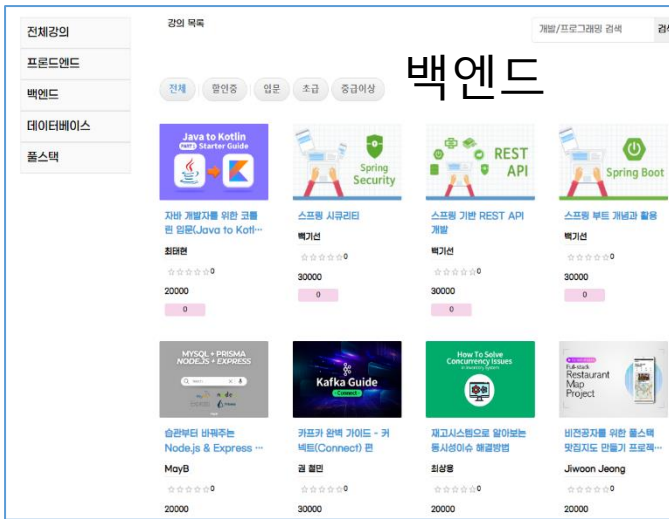 강의 목록
개발/프로그래밍 검색
전체강의
프론드엔드
백엔드
데이터베이스
풀스택
백엔드
전체
할인중
입문
초급
중급이상
Java to Kotlin
PART1 Starter Guide
Spring
Security
REST
API
Spring Boot
자바 개발자를 위한 코틀
린 입문(Java to Kotl…
최태현
☆☆☆☆☆0
20000
0
스프링 시큐리티
백기선
☆☆☆☆☆0
30000
0
스프링 기반 REST API
개발
백기선
☆☆☆☆☆0
30000
0
스프링 부트 개념과 활용
백기선
☆☆☆☆☆0
30000
0
MYSQL + PRISMA
NODE.JS + EXPRESS
Kafka Guide
Connect
How To Solve
Concurrency Issues
Full-stack
Restaurant
Map
Project
습관부터 바꿔주는
Node.js & Express …
MayB
☆☆☆☆☆0
20000
카프카 완벽 가이드 - 커
넥트(Connect) 편
권 철민
☆☆☆☆☆0
30000
재고시스템으로 알아보는
동시성이슈 해결방법
최상용
☆☆☆☆☆0
20000
비전공자를 위한 풀스택
맛집지도 만들기 프로젝…
Jiwoon Jeong
☆☆☆☆☆0
20000